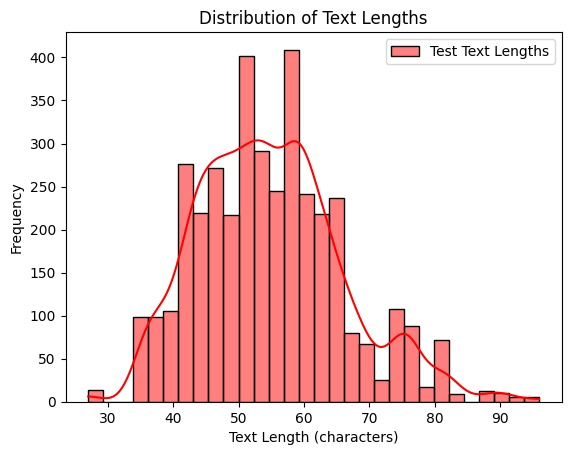 Distribution of Text Lengths
Test Text Lengths
Frequency
400
350
300
250
200
150
100
50
0
30 40 50 60 70 80 90
Text Length (characters)